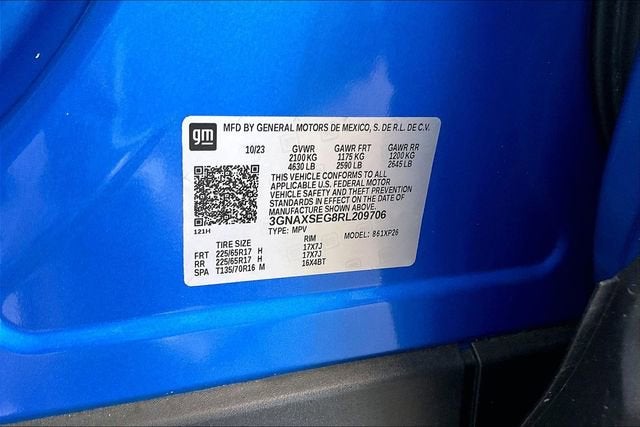 gm MFD BY GENERAL MOTORS DE MEXICO, S. DE R.L. DE C.V.
10/23 GVWR GAWR FRT GAWR RR
2100 KG 1175 KG 1200 KG
4630 LB 2590 LB 2645 LB
THIS VEHICLE CONFORMS TO ALL
APPLICABLE U.S. FEDERAL MOTOR
VEHICLE SAFETY AND THEFT PREVENTION
STANDARDS IN EFFECT ON THE DATE OF
MANUFACTURE SHOWN ABOVE.
3GNAXSEG8RL209706
121H
TYPE: MPV MODEL: 861XP26
TIRE SIZE RIM
FRT 225/65R17 H 17X7J
RR 225/65R17 H 17X7J
SPA T135/70R16 M 16X4BT